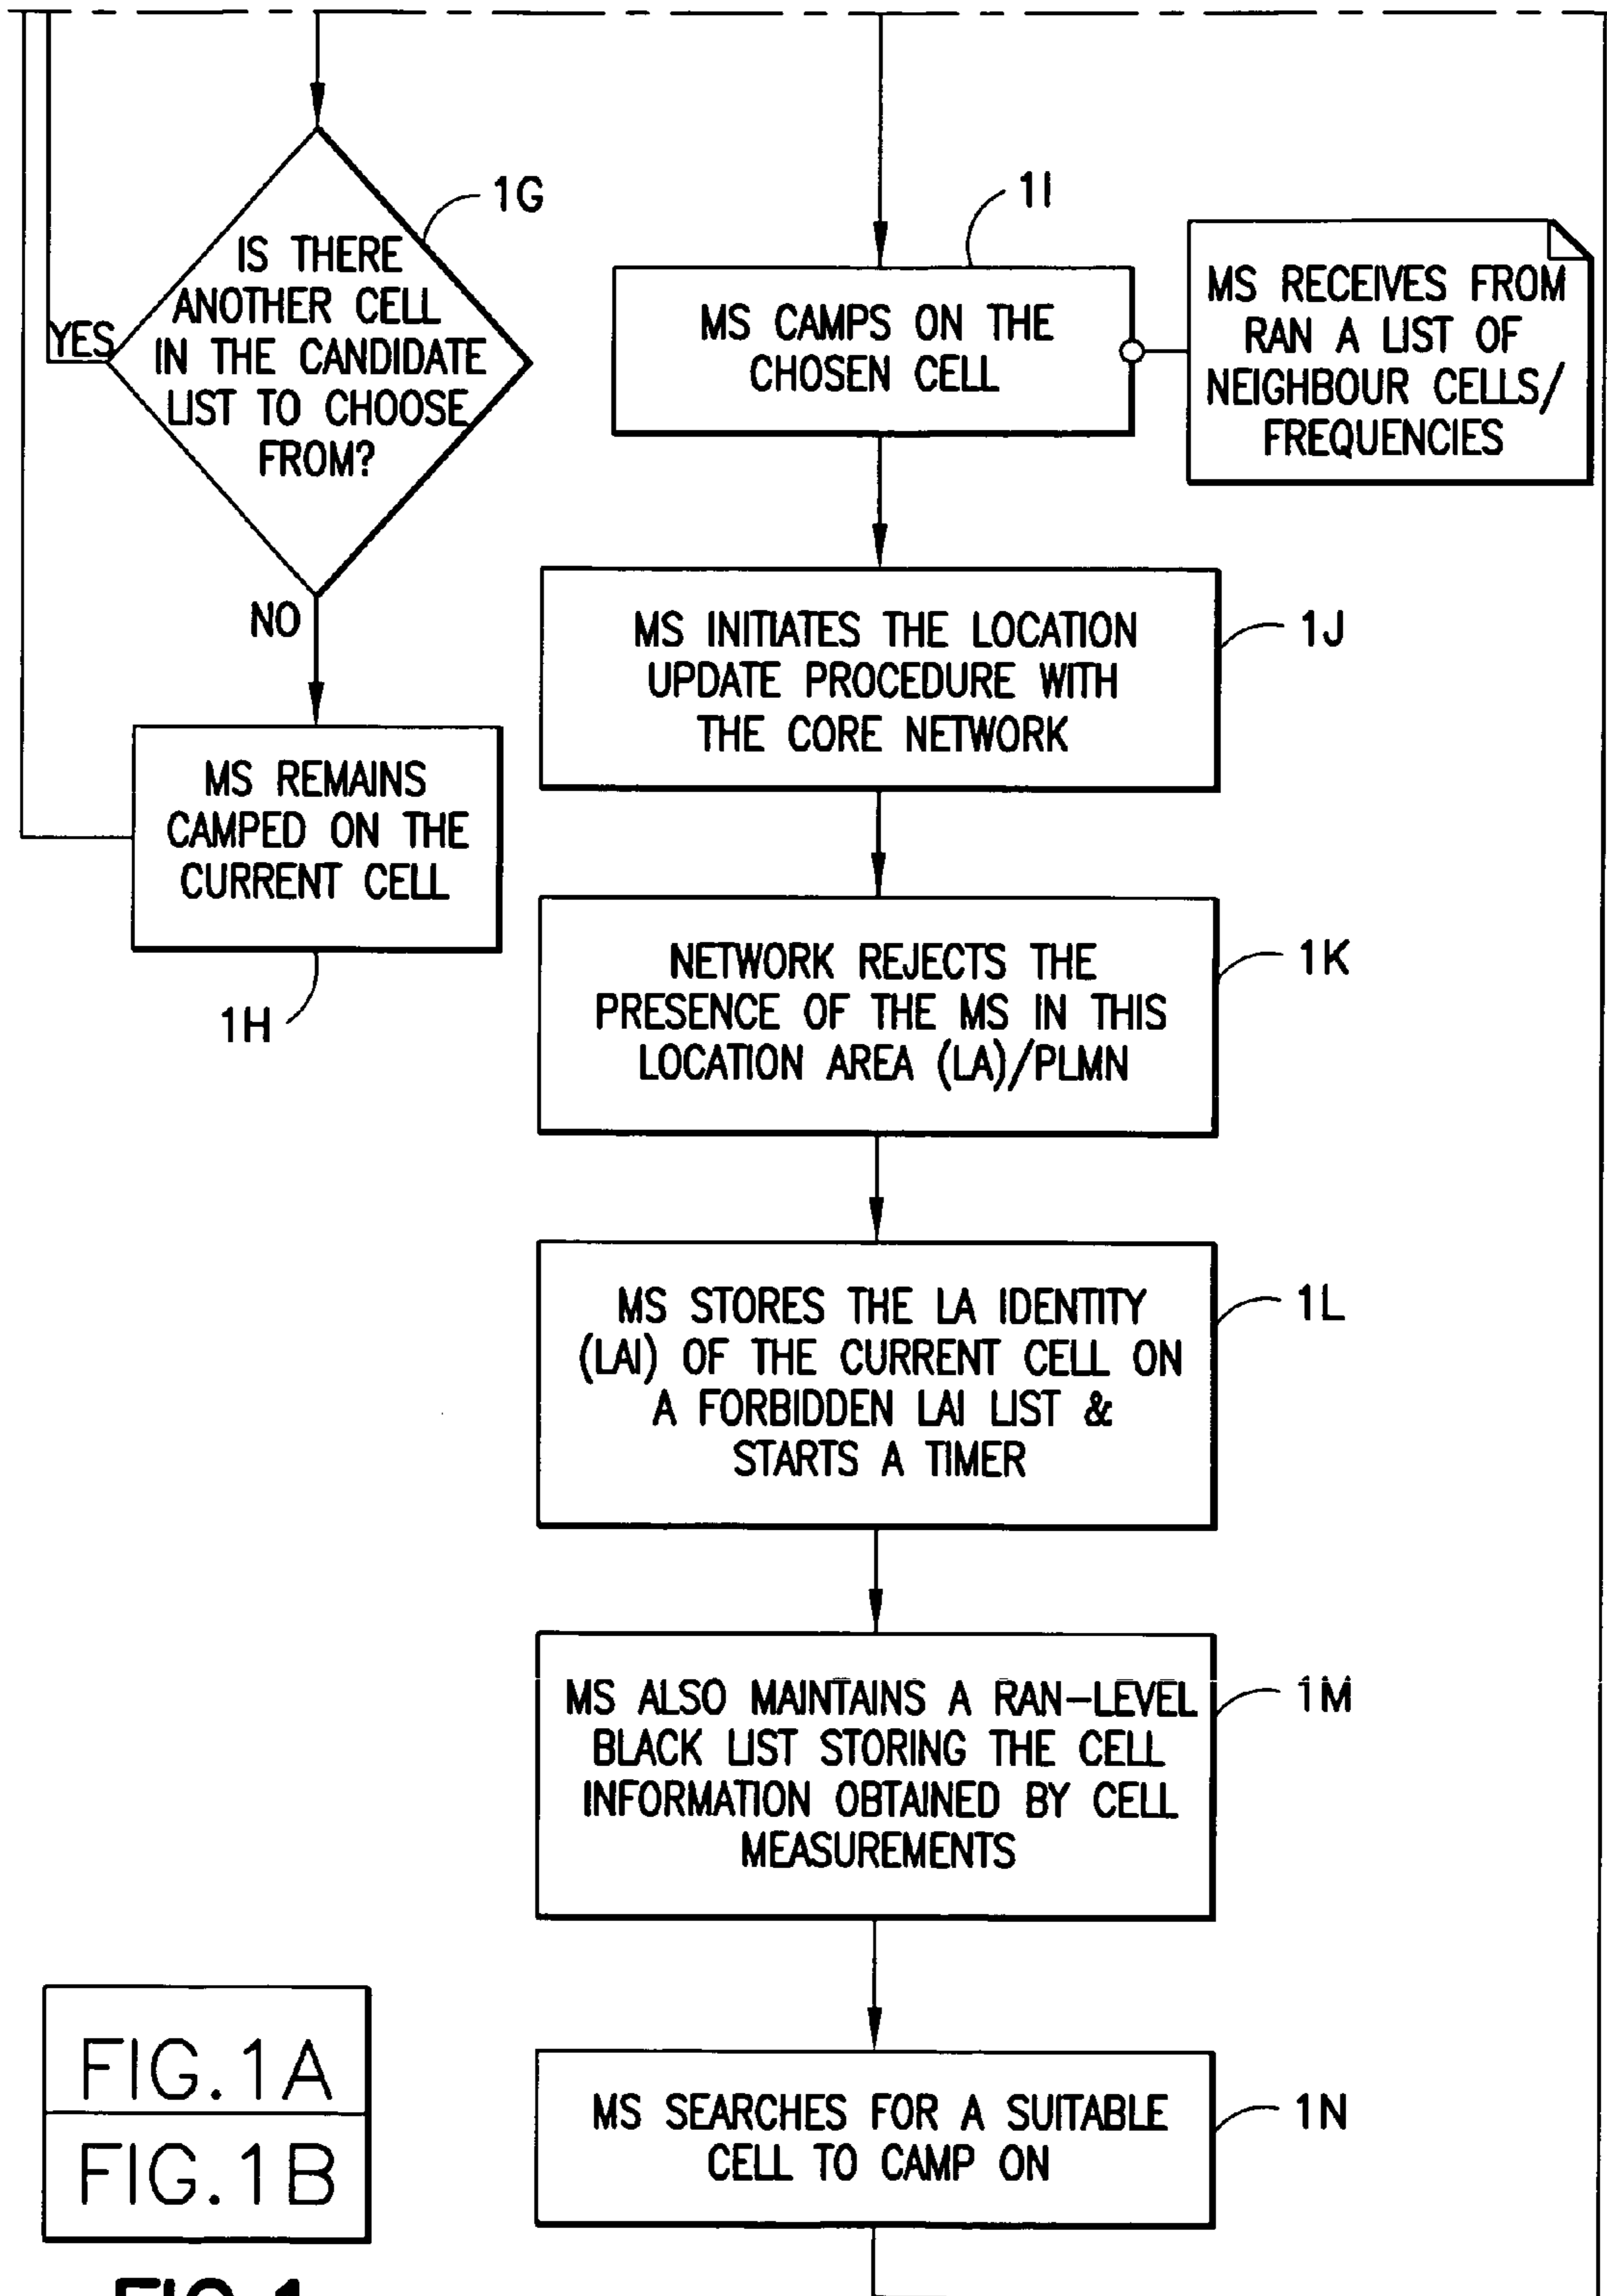 1G
IS THERE
ANOTHER CELL
IN THE CANDIDATE
LIST TO CHOOSE
FROM?
YES
NO
MS REMAINS
CAMPED ON THE
CURRENT CELL
1H
1I
MS CAMPS ON THE
CHOSEN CELL
MS RECEIVES FROM
RAN A LIST OF
NEIGHBOUR CELLS/
FREQUENCIES
MS INITIATES THE LOCATION
UPDATE PROCEDURE WITH
THE CORE NETWORK
1J
NETWORK REJECTS THE
PRESENCE OF THE MS IN THIS
LOCATION AREA (LA)/PLMN
1K
MS STORES THE LA IDENTITY
(LAI) OF THE CURRENT CELL ON
A FORBIDDEN LAI LIST &
STARTS A TIMER
1L
MS ALSO MAINTAINS A RAN-LEVEL
BLACK LIST STORING THE CELL
INFORMATION OBTAINED BY CELL
MEASUREMENTS
1M
MS SEARCHES FOR A SUITABLE
CELL TO CAMP ON
1N
FIG.1A
FIG.1B
FIG.1